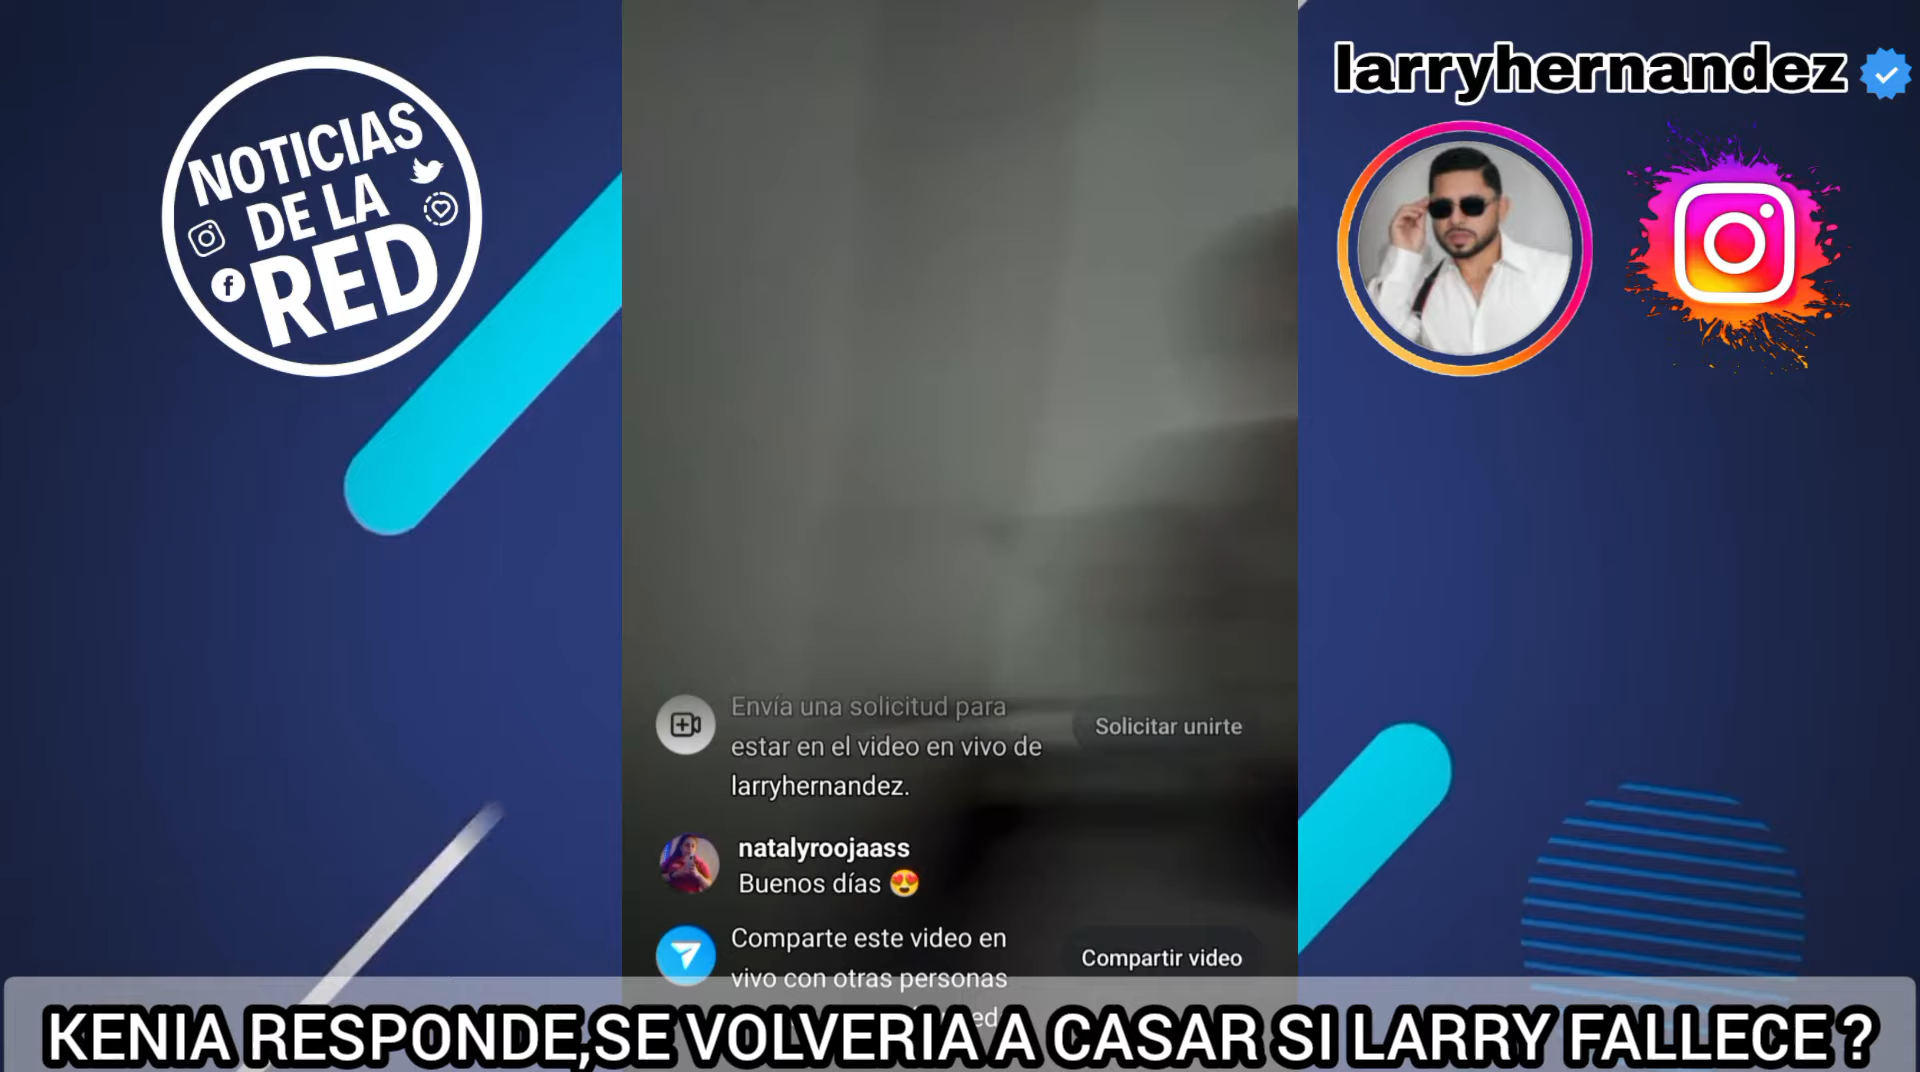 NOTICIAS
DE LA
RED
larryhernandez
Envía una solicitud para
estar en el video en vivo de
larryhernandez.
Solicitar unirte
natalyroojaass
Buenos días 😍
Comparte este video en
vivo con otras personas
Compartir video
KENIA RESPONDE,SE VOLVERIA A CASAR SI LARRY FALLECE ?